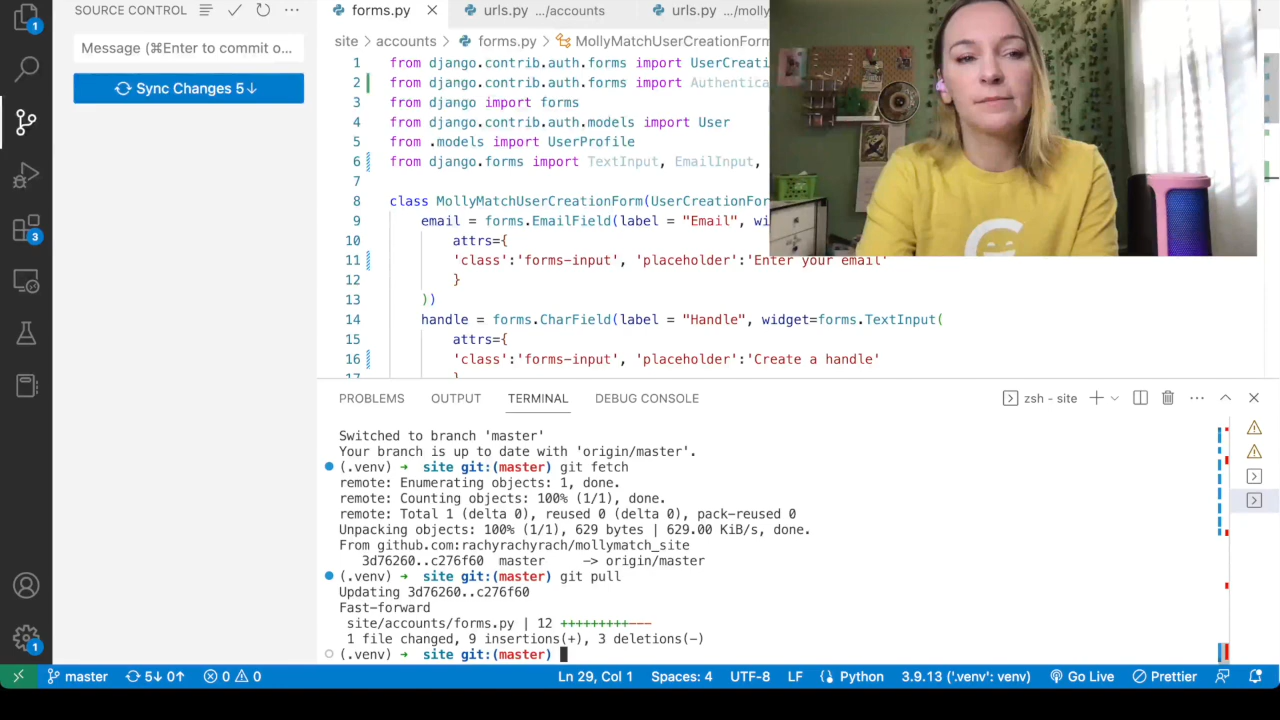 SOURCE CONTROL
Message (⌘Enter to commit o...
Sync Changes 5↓
1
3
1
forms.py
urls.py .../accounts
urls.py .../molly
site > accounts > forms.py > MollyMatchUserCreationForm
1 from django.contrib.auth.forms import UserCreati
2 from django.contrib.auth.forms import Authentica
3 from django import forms
4 from django.contrib.auth.models import User
5 from .models import UserProfile
6 from django.forms import TextInput, EmailInput,
7
8 class MollyMatchUserCreationForm(UserCreationFor
9 email = forms.EmailField(label = "Email", wi
10 attrs={
11 'class':'forms-input', 'placeholder':'Enter your email'
12 }
13 ))
14 handle = forms.CharField(label = "Handle", widget=forms.TextInput(
15 attrs={
16 'class':'forms-input', 'placeholder':'Create a handle'
17 }
PROBLEMS OUTPUT TERMINAL DEBUG CONSOLE
zsh - site
Switched to branch 'master'
Your branch is up to date with 'origin/master'.
(.venv) → site git:(master) git fetch
remote: Enumerating objects: 1, done.
remote: Counting objects: 100% (1/1), done.
remote: Total 1 (delta 0), reused 0 (delta 0), pack-reused 0
Unpacking objects: 100% (1/1), 629 bytes | 629.00 KiB/s, done.
From github.com:rachyrachyrach/mollymatch_site
3d76260..c276f60 master -> origin/master
(.venv) → site git:(master) git pull
Updating 3d76260..c276f60
Fast-forward
site/accounts/forms.py | 12 +++++++++---
1 file changed, 9 insertions(+), 3 deletions(-)
(.venv) → site git:(master)
master 5↓ 0↑ 0 0 Ln 29, Col 1 Spaces: 4 UTF-8 LF Python 3.9.13 ('.venv': venv) Go Live Prettier